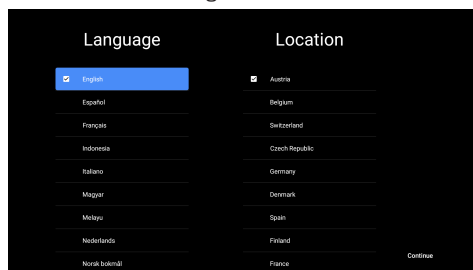 Language
English
Español
Français
Indonesia
Italiano
Magyar
Melayu
Nederlands
Norsk bokmål
Location
Austria
Belgium
Switzerland
Czech Republic
Germany
Denmark
Spain
Finland
France
Continue